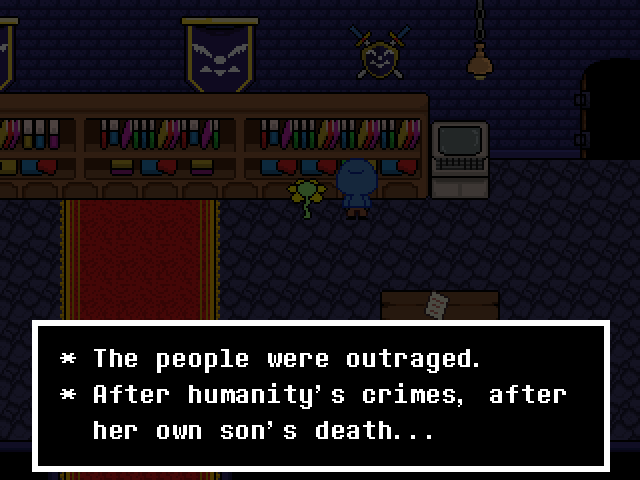 * The people were outraged.
* After humanity's crimes, after
her own son's death...